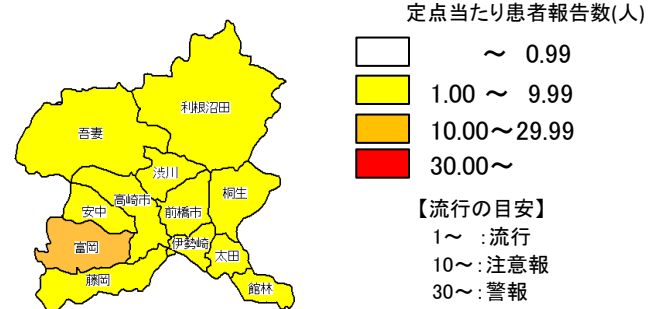 定点当たり患者報告数(人)
～ 0.99
1.00 ～ 9.99
10.00～29.99
30.00～
【流行の目安】
1～ :流行
10～:注意報
30～:警報
利根沼田
吾妻
渋川
桐生
高崎市
安中
前橋市
富岡
伊勢崎
太田
藤岡
館林